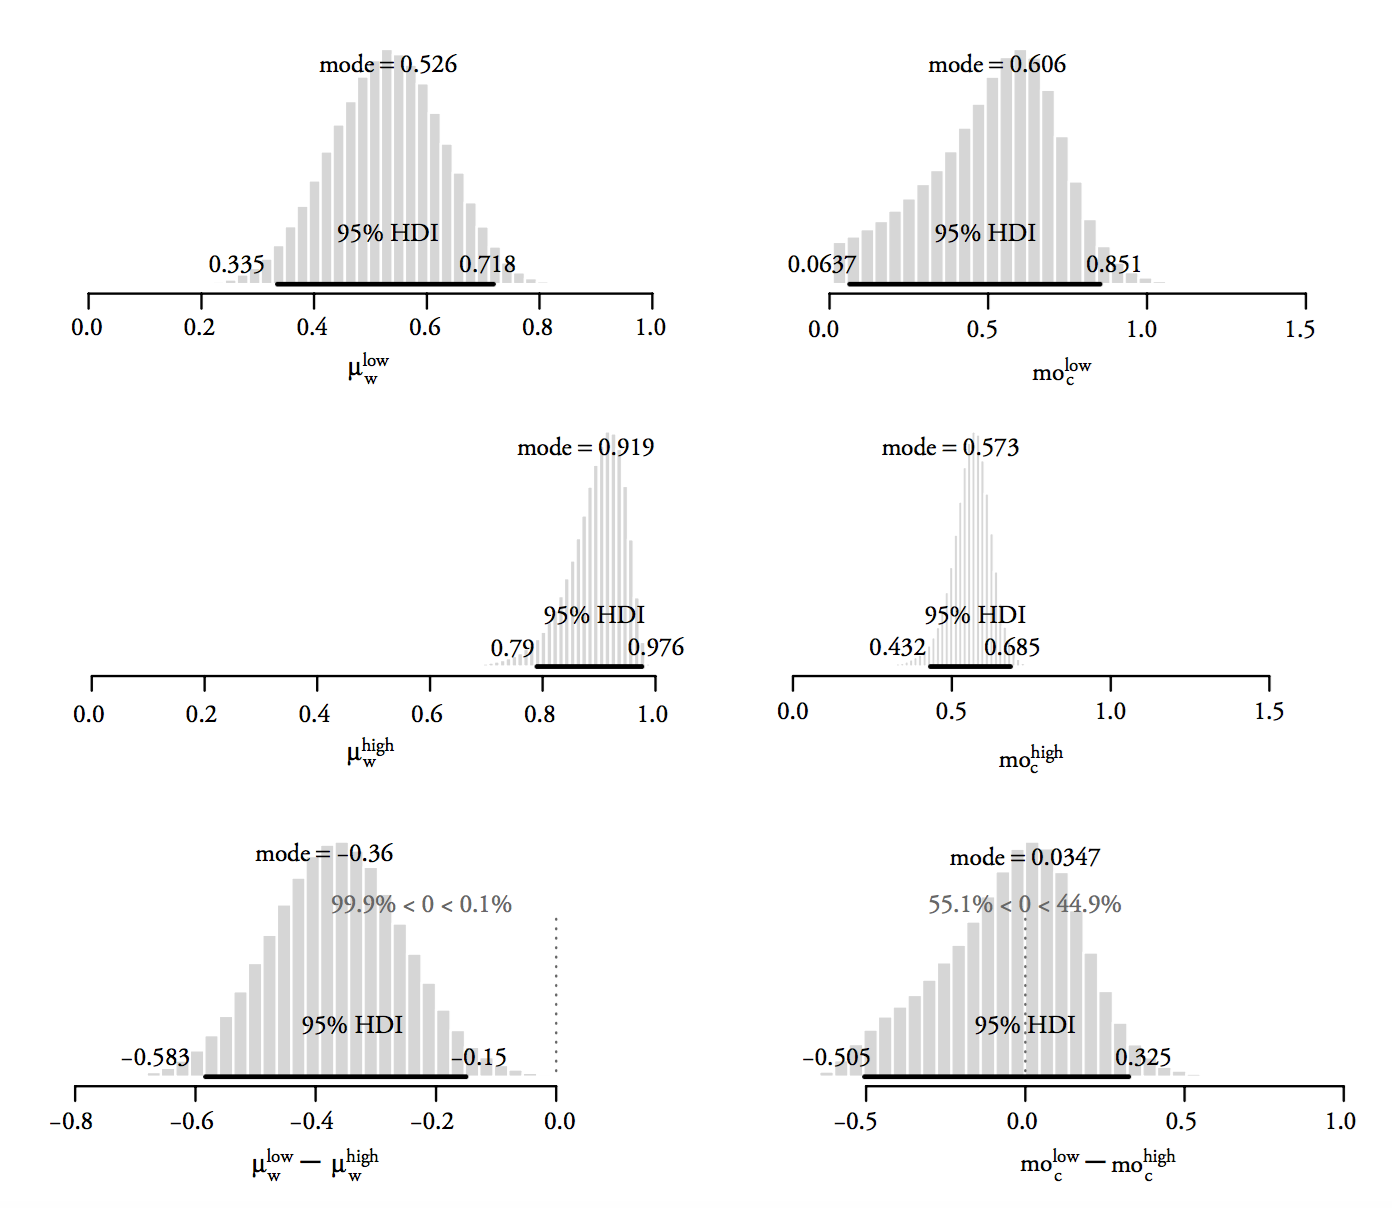 mode = 0.526
95% HDI
0.335 0.718
0.0 0.2 0.4 0.6 0.8 1.0
μ_w^low
mode = 0.606
95% HDI
0.0637 0.851
0.0 0.5 1.0 1.5
mo_c^low
mode = 0.919
95% HDI
0.79 0.976
0.0 0.2 0.4 0.6 0.8 1.0
μ_w^high
mode = 0.573
95% HDI
0.432 0.685
0.0 0.5 1.0 1.5
mo_c^high
mode = –0.36
99.9% < 0 < 0.1%
95% HDI
–0.583 –0.15
–0.8 –0.6 –0.4 –0.2 0.0
μ_w^low – μ_w^high
mode = 0.0347
55.1% < 0 < 44.9%
95% HDI
–0.505 0.325
–0.5 0.0 0.5 1.0
mo_c^low – mo_c^high